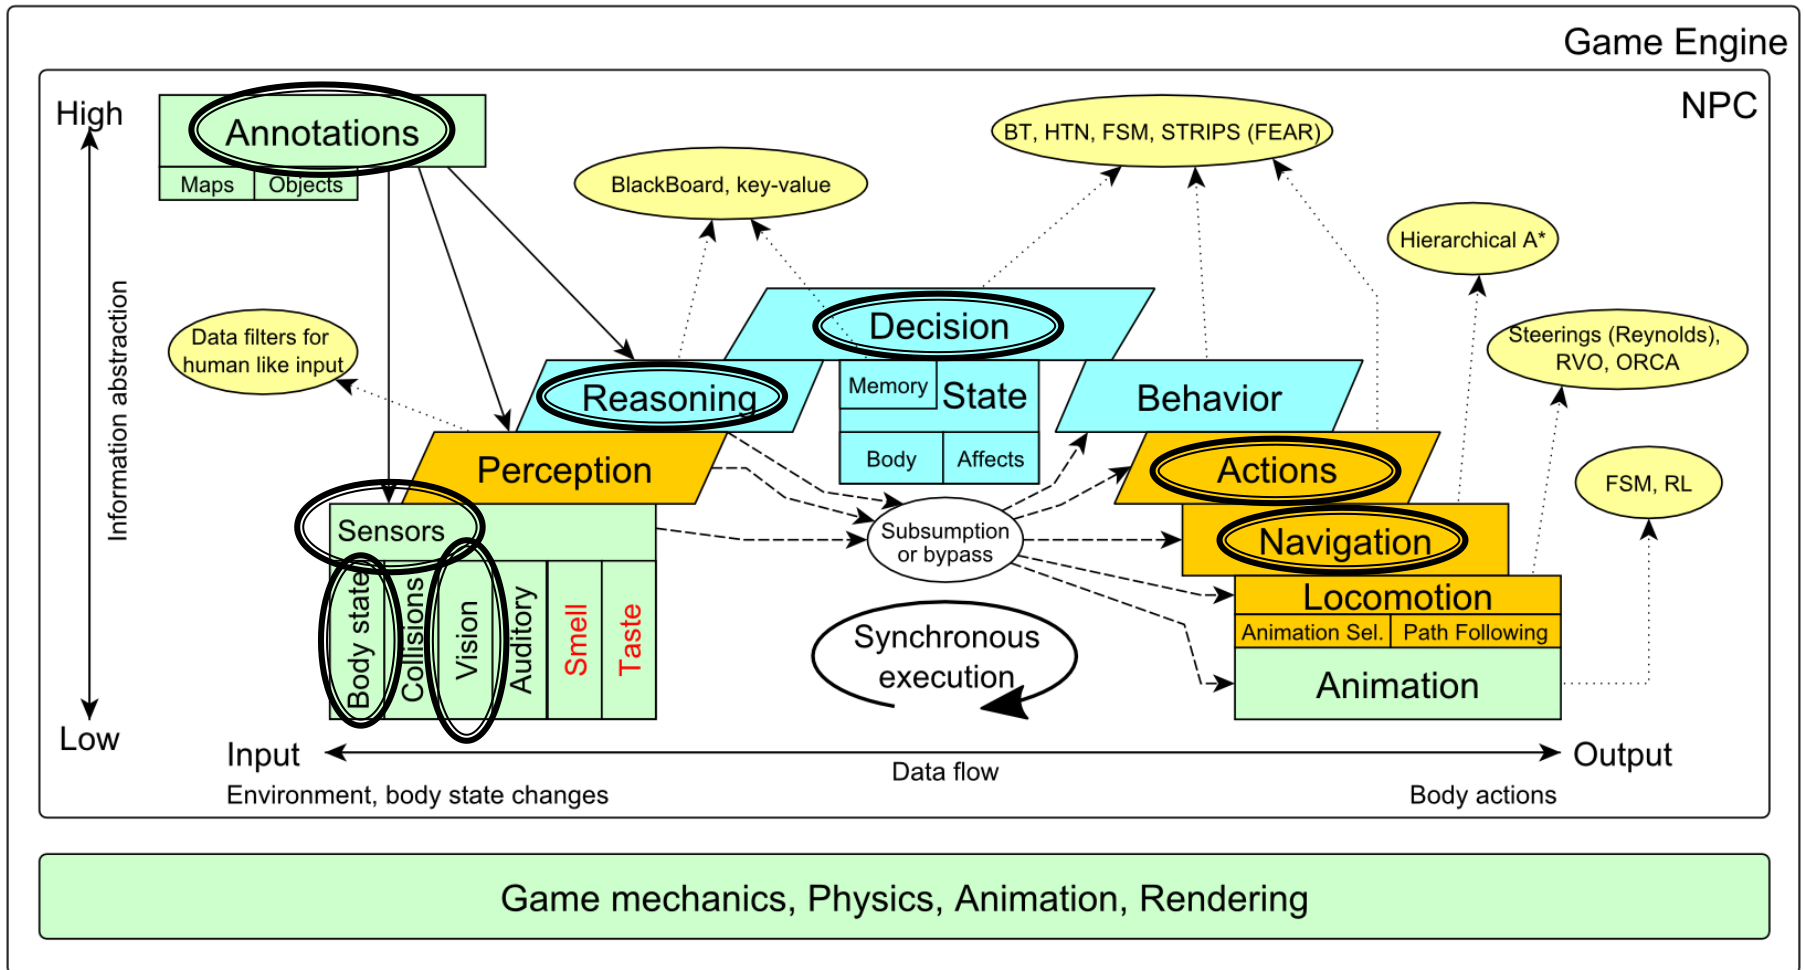 Game Engine
NPC
High
Annotations
Maps
Objects
BlackBoard, key-value
BT, HTN, FSM, STRIPS (FEAR)
Hierarchical A*
Information abstraction
Data filters for
human like input
Decision
Steerings (Reynolds),
RVO, ORCA
Reasoning
Memory
State
Behavior
Body
Affects
Perception
Actions
FSM, RL
Sensors
Subsumption
or bypass
Navigation
Body state
Collisions
Vision
Auditory
Smell
Taste
Locomotion
Animation Sel.
Path Following
Synchronous
execution
Animation
Low
Input
Data flow
Output
Environment, body state changes
Body actions
Game mechanics, Physics, Animation, Rendering